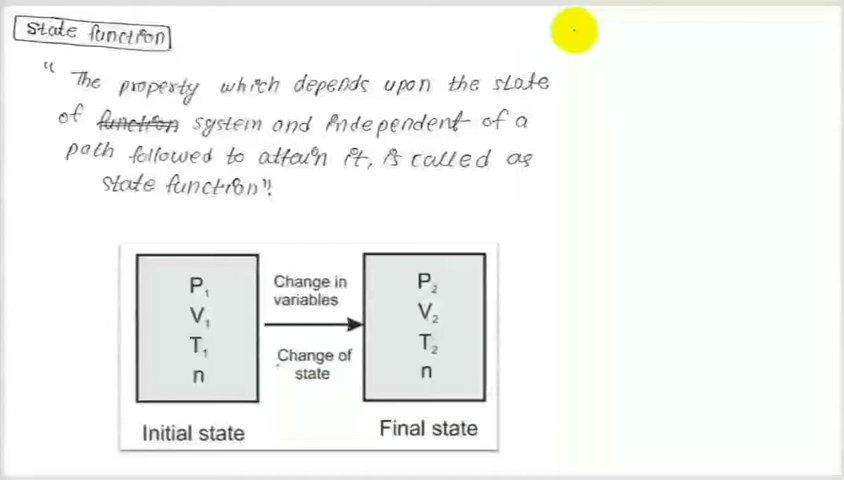 State function
" The property which depends upon the state
of function system and independent of a
path followed to attain it, is called as
state function".
P₁
V₁
T₁
n
Change in
variables
Change of
state
P₂
V₂
T₂
n
Initial state
Final state